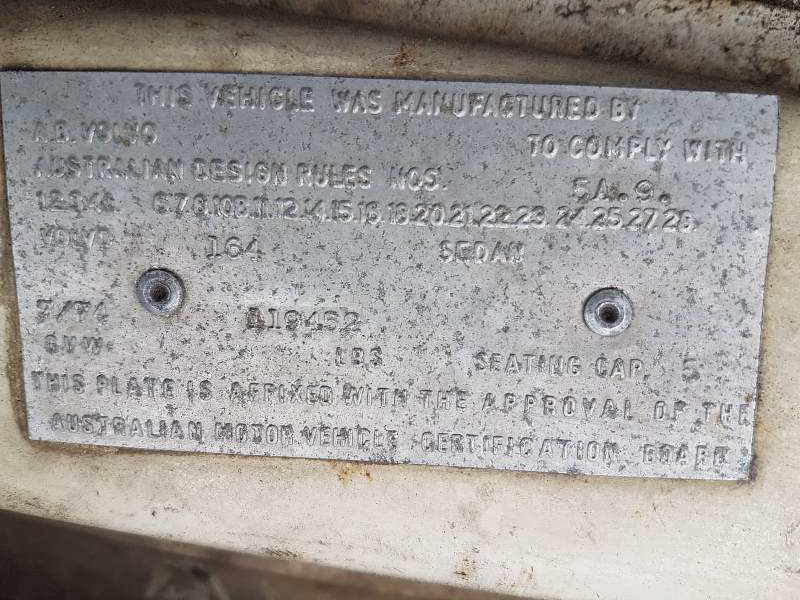 THIS VEHICLE WAS MANUFACTURED BY
A.B. VOLVO TO COMPLY WITH
AUSTRALIAN DESIGN RULES NOS. 5A.9.
1,2,3,4, 6,7,8,10B,11,12,14,15,16,18,20,21,22,23,24,25,27,28
VOLVO 164 SEDAN
7/74 119452
GVW. LBS SEATING CAP. 5
THIS PLATE IS AFFIXED WITH THE APPROVAL OF THE
AUSTRALIAN MOTOR VEHICLE CERTIFICATION BOARD